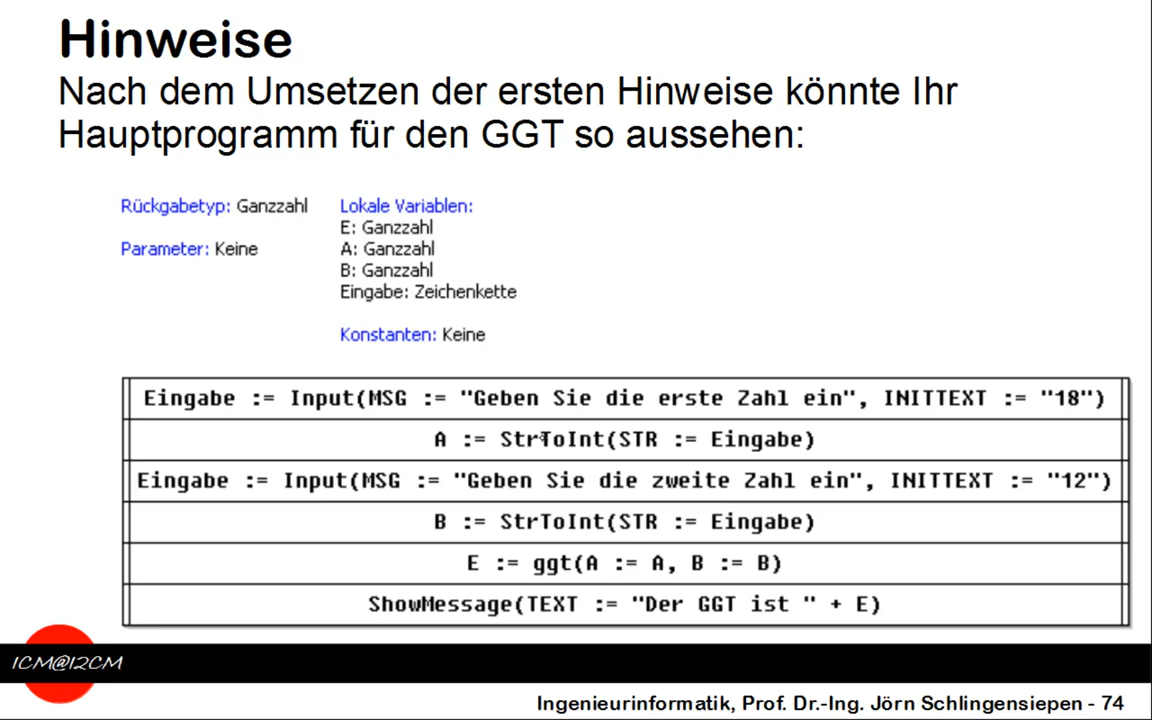 Hinweise
Nach dem Umsetzen der ersten Hinweise könnte Ihr
Hauptprogramm für den GGT so aussehen:
Rückgabetyp: Ganzzahl
Parameter: Keine
Lokale Variablen:
E: Ganzzahl
A: Ganzzahl
B: Ganzzahl
Eingabe: Zeichenkette
Konstanten: Keine
Eingabe := Input(MSG := "Geben Sie die erste Zahl ein", INITTEXT := "18")
A := StrToInt(STR := Eingabe)
Eingabe := Input(MSG := "Geben Sie die zweite Zahl ein", INITTEXT := "12")
B := StrToInt(STR := Eingabe)
E := ggt(A := A, B := B)
ShowMessage(TEXT := "Der GGT ist " + E)
1CM@12CM
Ingenieurinformatik, Prof. Dr.-Ing. Jörn Schlingensiepen - 74